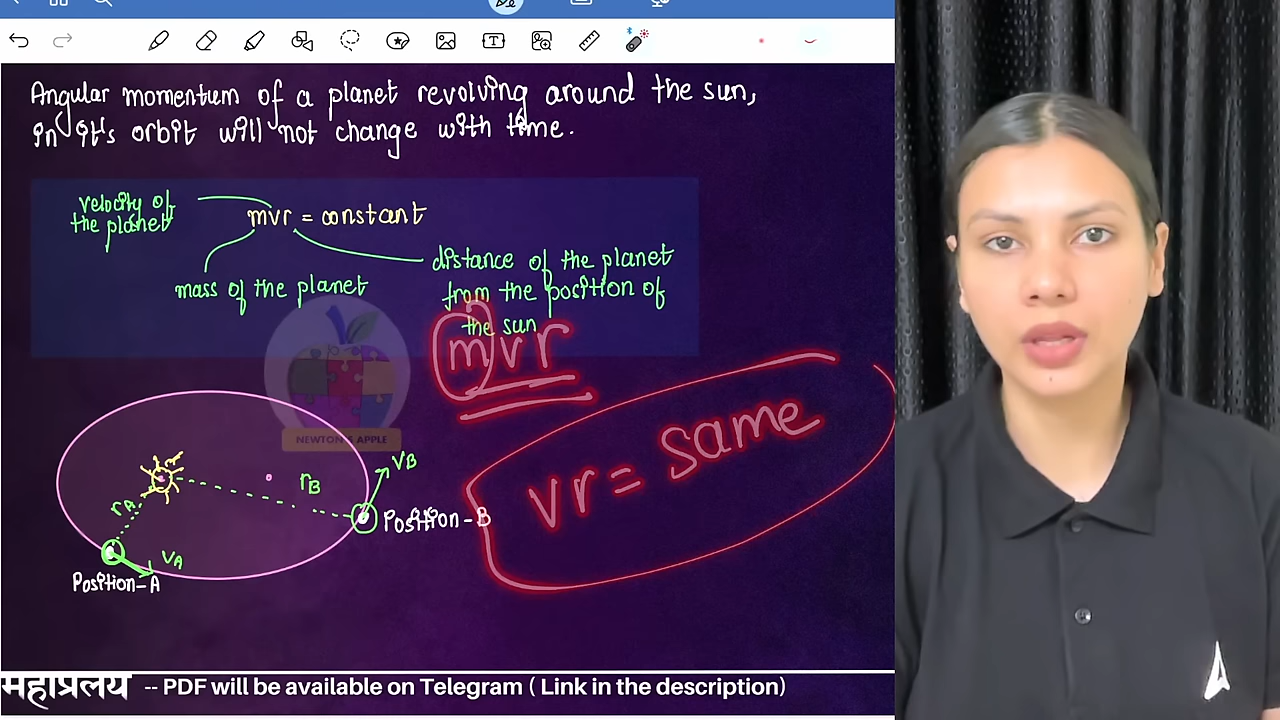 Angular momentum of a planet revolving around the sun,
in it's orbit will not change with time.
velocity of
the planet
mvr = constant
mass of the planet
distance of the planet
from the position of
the sun
mvr
NEWTON'S APPLE
vr = same
rA
rB
VB
Position-B
VA
Position-A
महाप्रलय -- PDF will be available on Telegram ( Link in the description)